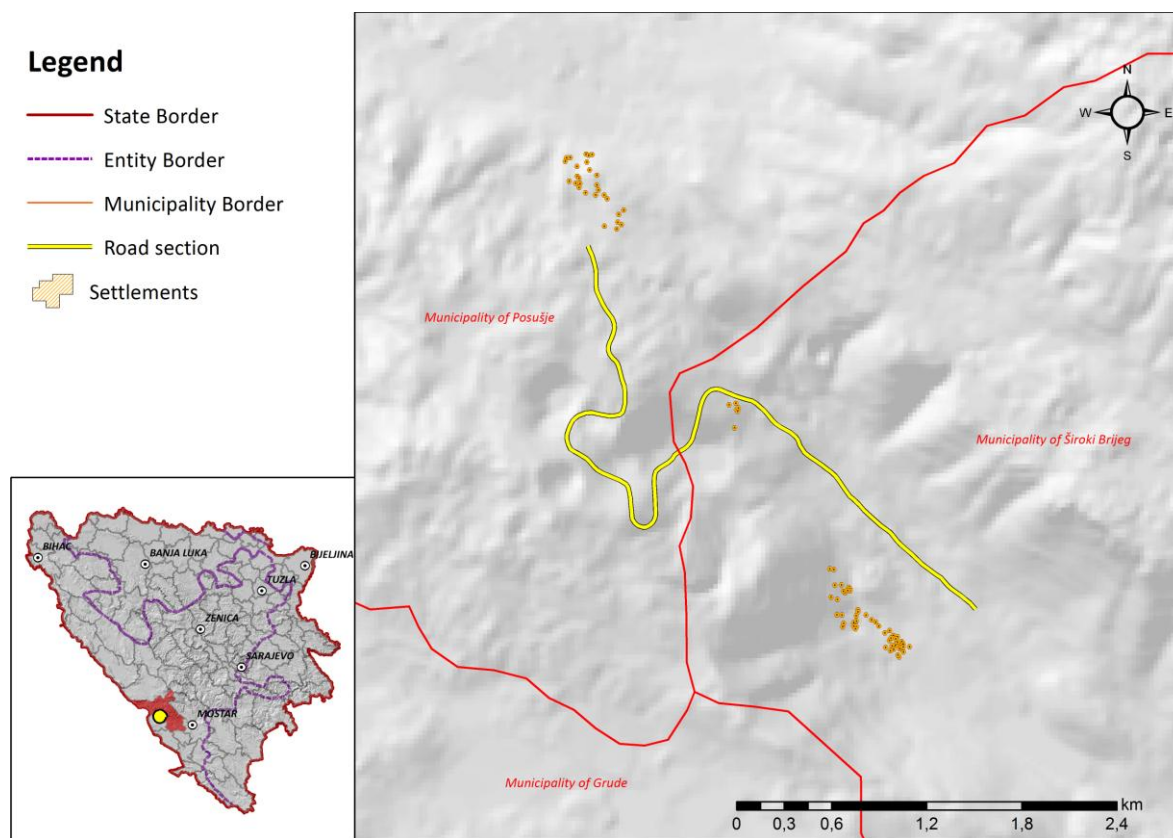 Legend
State Border
Entity Border
Municipality Border
Road section
Settlements
BIHAĆ
BANJA LUKA
BIJELJINA
TUZLA
ZENICA
SARAJEVO
MOSTAR
N
W E
S
Municipality of Posušje
Municipality of Široki Brijeg
Municipality of Grude
km
0 0,3 0,6 1,2 1,8 2,4